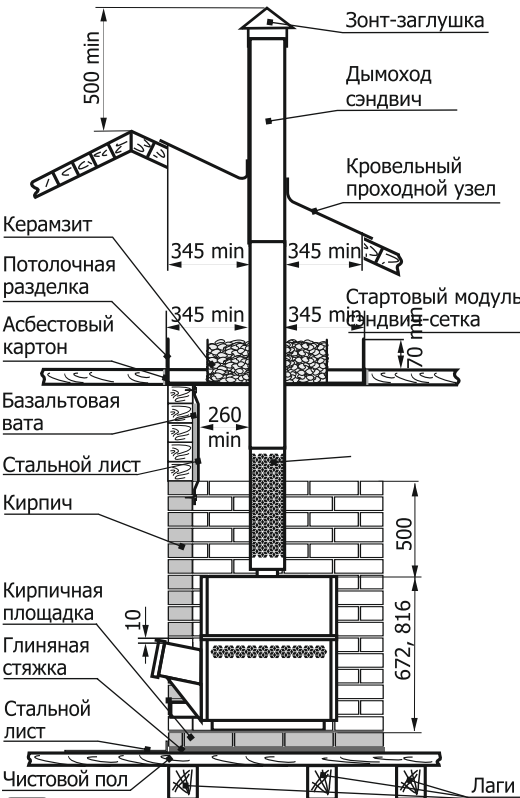 Зонт-заглушка
500 min
Дымоход
сэндвич
Кровельный
проходной узел
Керамзит
345 min
345 min
Потолочная
разделка
Стартовый модуль
сэндвич-сетка
345 min
345 min
70 min
Асбестовый
картон
Базальтовая
вата
260
min
Стальной лист
Кирпич
500
Кирпичная
площадка
10
672, 816
Глиняная
стяжка
Стальной
лист
Чистовой пол
Лаги